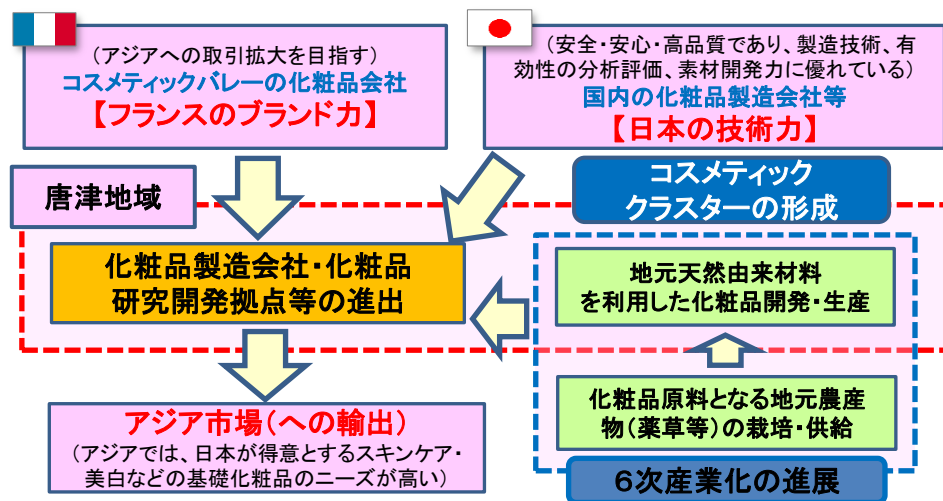 (アジアへの取引拡大を目指す)
コスメティックバレーの化粧品会社
【フランスのブランド力】
(安全・安心・高品質であり、製造技術、有
効性の分析評価、素材開発力に優れている)
国内の化粧品製造会社等
【日本の技術力】
唐津地域
コスメティック
クラスターの形成
化粧品製造会社・化粧品
研究開発拠点等の進出
地元天然由来材料
を利用した化粧品開発・生産
化粧品原料となる地元農産
物(薬草等)の栽培・供給
アジア市場(への輸出)
(アジアでは、日本が得意とするスキンケア・
美白などの基礎化粧品のニーズが高い)
6次産業化の進展